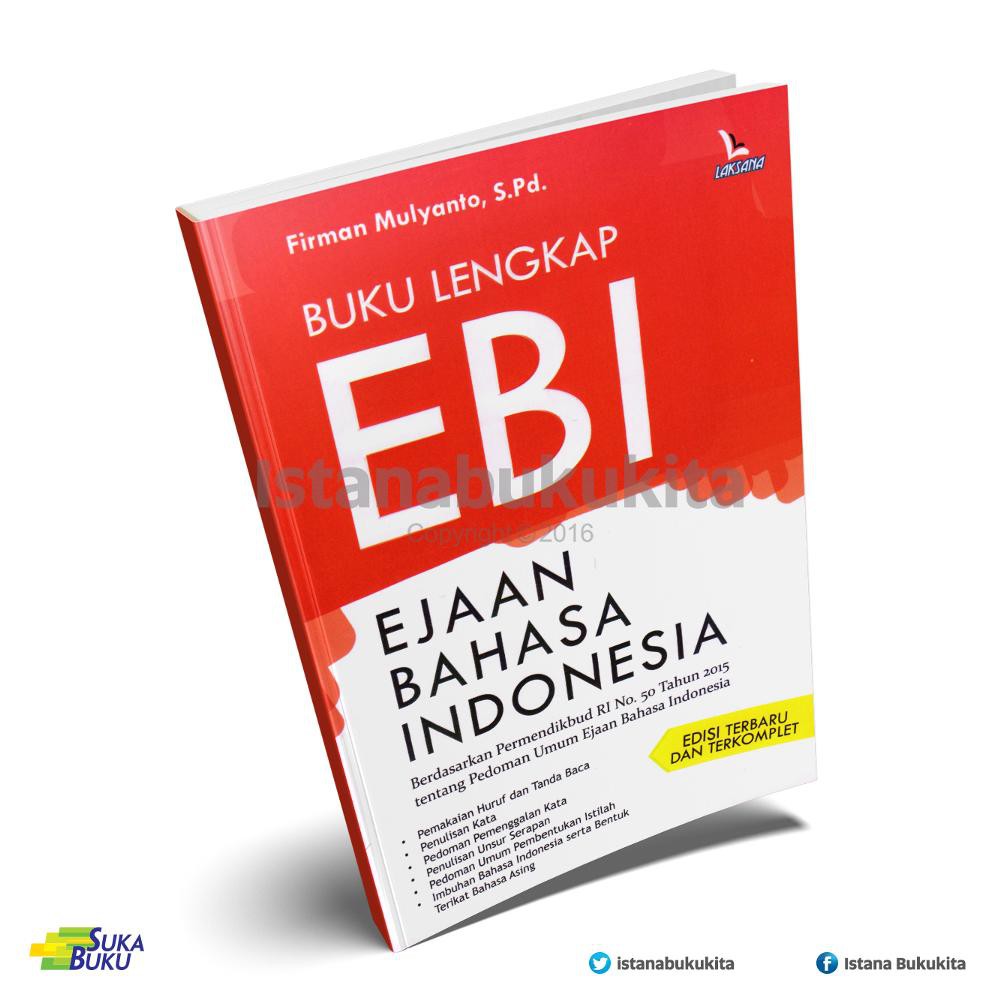 LAKSANA
Firman Mulyanto, S.Pd.
BUKU LENGKAP
EBI
Istanabukukita
Copyright © 2016
EJAAN
BAHASA
INDONESIA
Berdasarkan Permendikbud RI No. 50 Tahun 2015
tentang Pedoman Umum Ejaan Bahasa Indonesia
EDISI TERBARU
DAN TERKOMPLET
• Pemakaian Huruf dan Tanda Baca
• Penulisan Kata
• Pedoman Pemenggalan Kata
• Penulisan Unsur Serapan
• Pedoman Umum Pembentukan Istilah
• Imbuhan Bahasa Indonesia serta Bentuk
Terikat Bahasa Asing
SUKA
BUKU
istanabukukita
Istana Bukukita